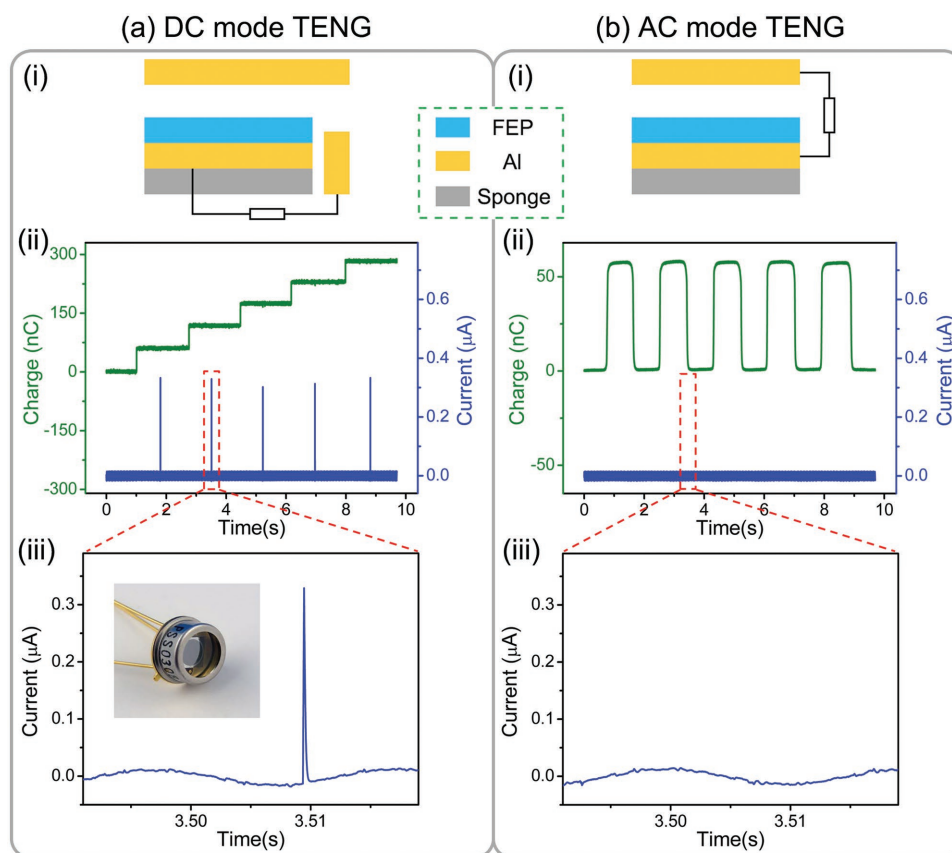 (a) DC mode TENG
(b) AC mode TENG
(i)
FEP
Al
Sponge
(i)
(ii)
300
150
0
-150
-300
Charge (nC)
0.6
0.4
0.2
0.0
Current (μA)
0 2 4 6 8 10
Time(s)
(ii)
50
0
-50
Charge (nC)
0.6
0.4
0.2
0.0
Current (μA)
0 2 4 6 8 10
Time(s)
(iii)
0.3
0.2
0.1
0.0
Current (μA)
3.50 3.51
Time(s)
(iii)
0.3
0.2
0.1
0.0
Current (μA)
3.50 3.51
Time(s)